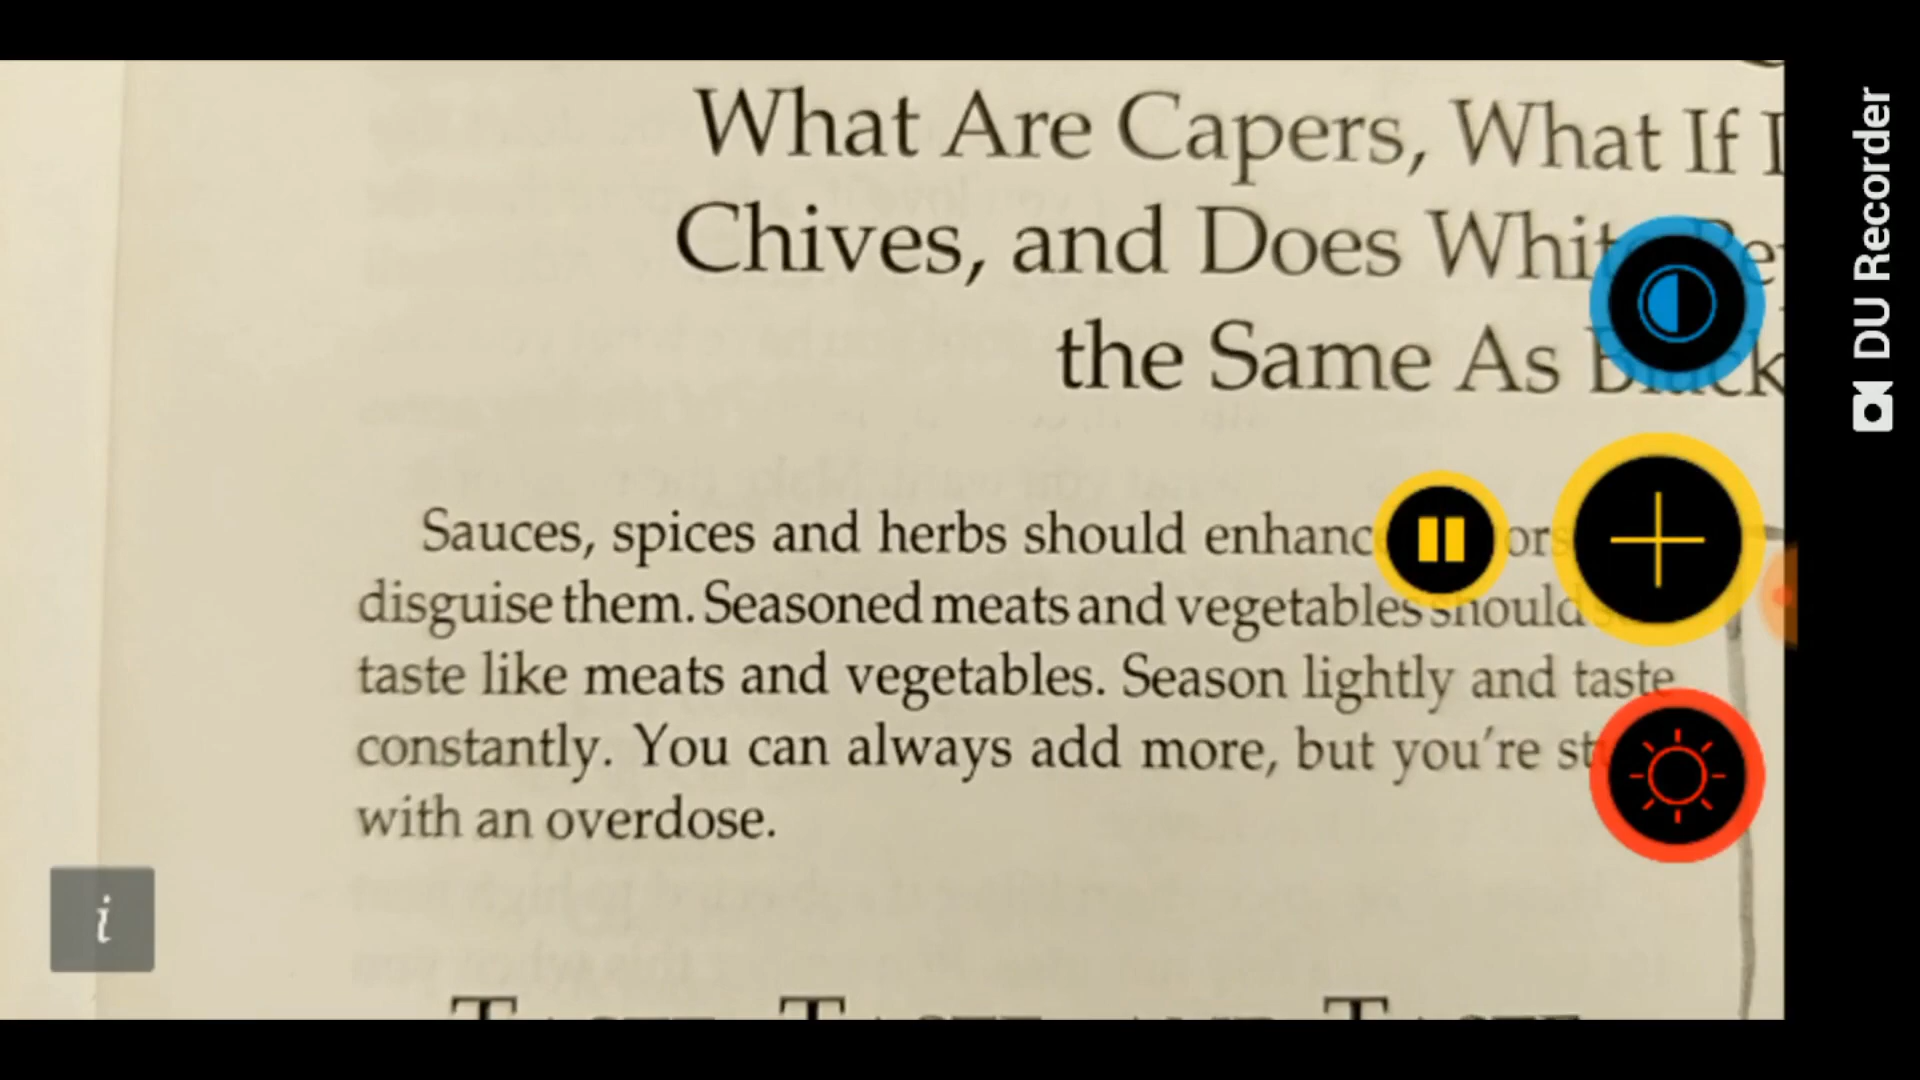 What Are Capers, What If I
Chives, and Does
the Same As
Sauces, spices and herbs should
disguise them. Seasoned meats and vegetables should
taste like meats and vegetables. Season lightly and taste
constantly. You can always add more, but you're
with an overdose.
i
DU Recorder